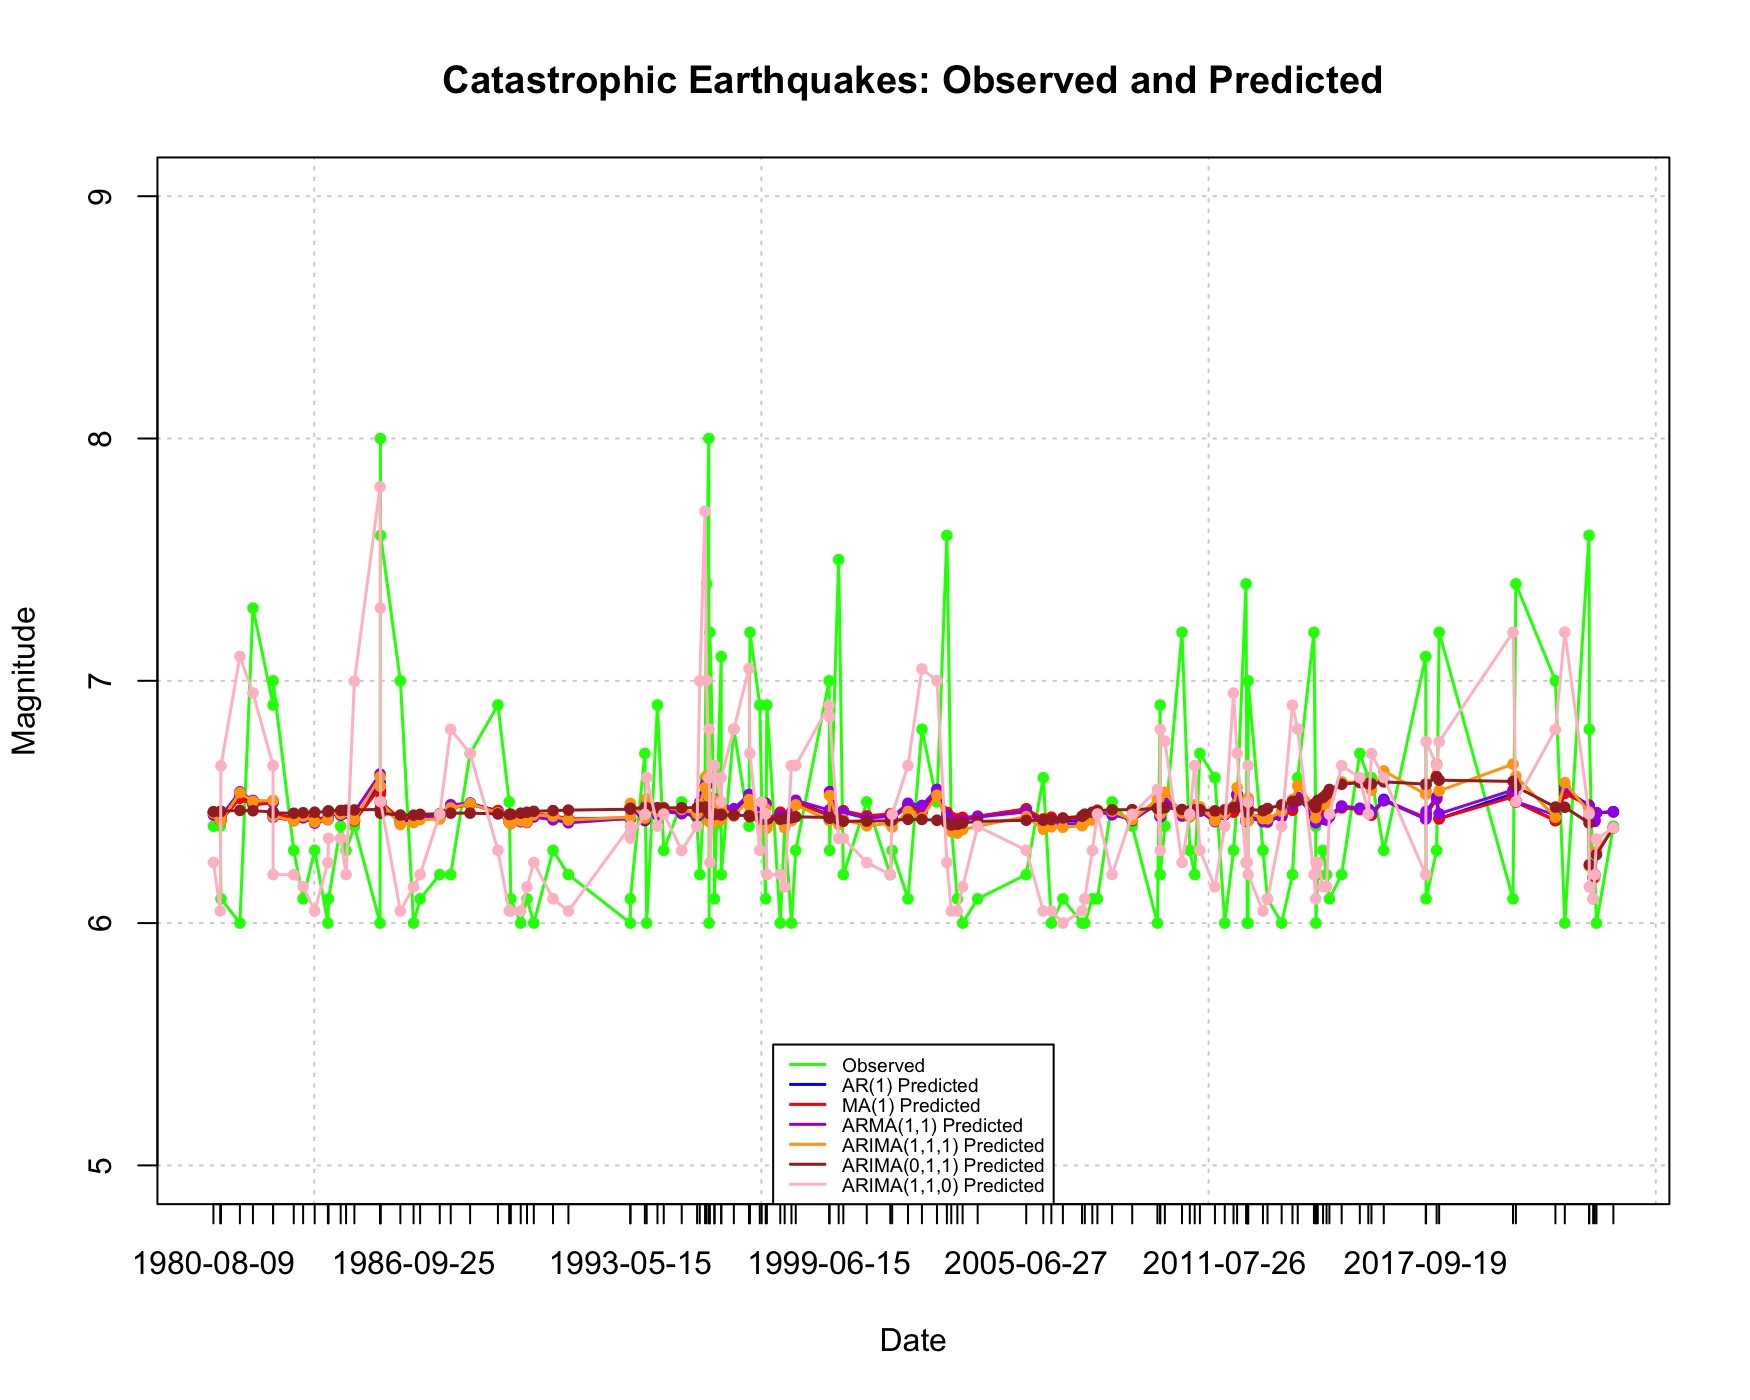 Catastrophic Earthquakes: Observed and Predicted
Magnitude
9
8
7
6
5
Observed
AR(1) Predicted
MA(1) Predicted
ARMA(1,1) Predicted
ARIMA(1,1,1) Predicted
ARIMA(0,1,1) Predicted
ARIMA(1,1,0) Predicted
1980-08-09 1986-09-25 1993-05-15 1999-06-15 2005-06-27 2011-07-26 2017-09-19
Date